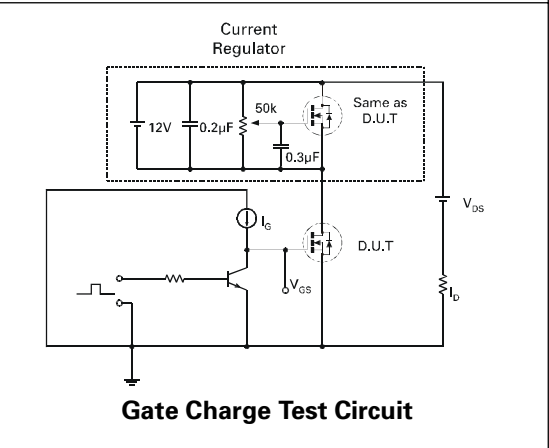 Current
Regulator
12V
0.2µF
50k
0.3µF
Same as
D.U.T
I_G
V_GS
D.U.T
V_DS
I_D
Gate Charge Test Circuit